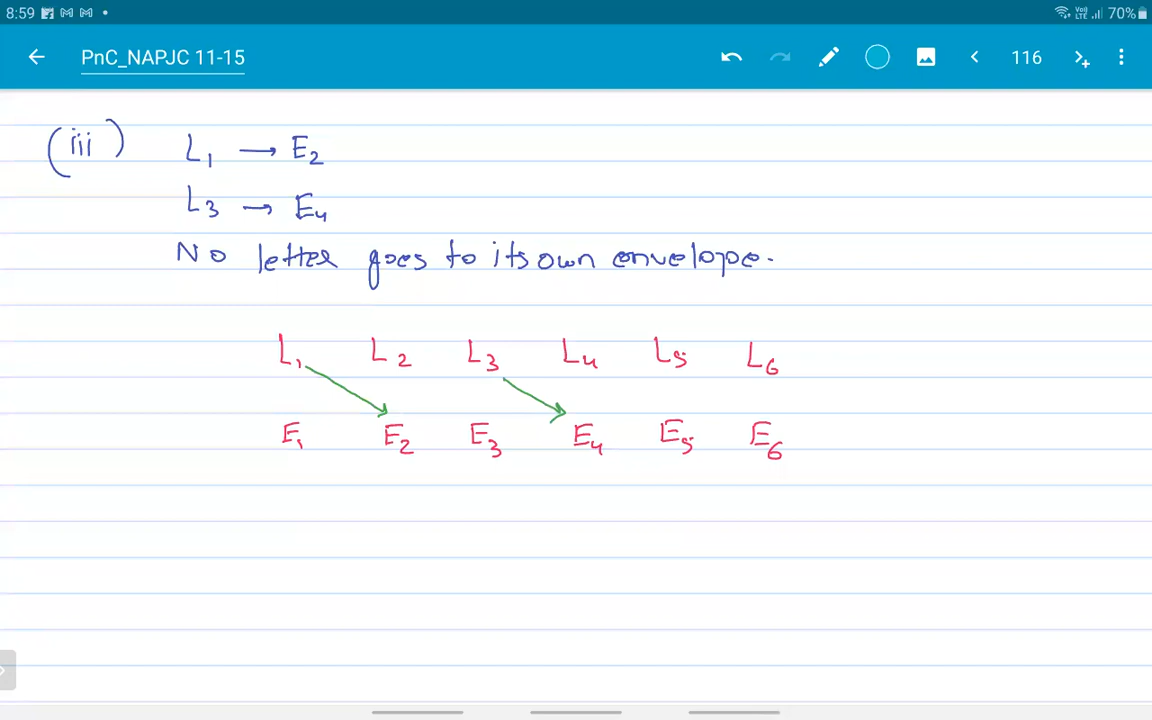 8:59 70%
PnC_NAPJC 11-15 116
(iii) L₁ → E₂
L₃ → E₄
No letter goes to its own envelope.
L₁ L₂ L₃ L₄ L₅ L₆
E₁ E₂ E₃ E₄ E₅ E₆